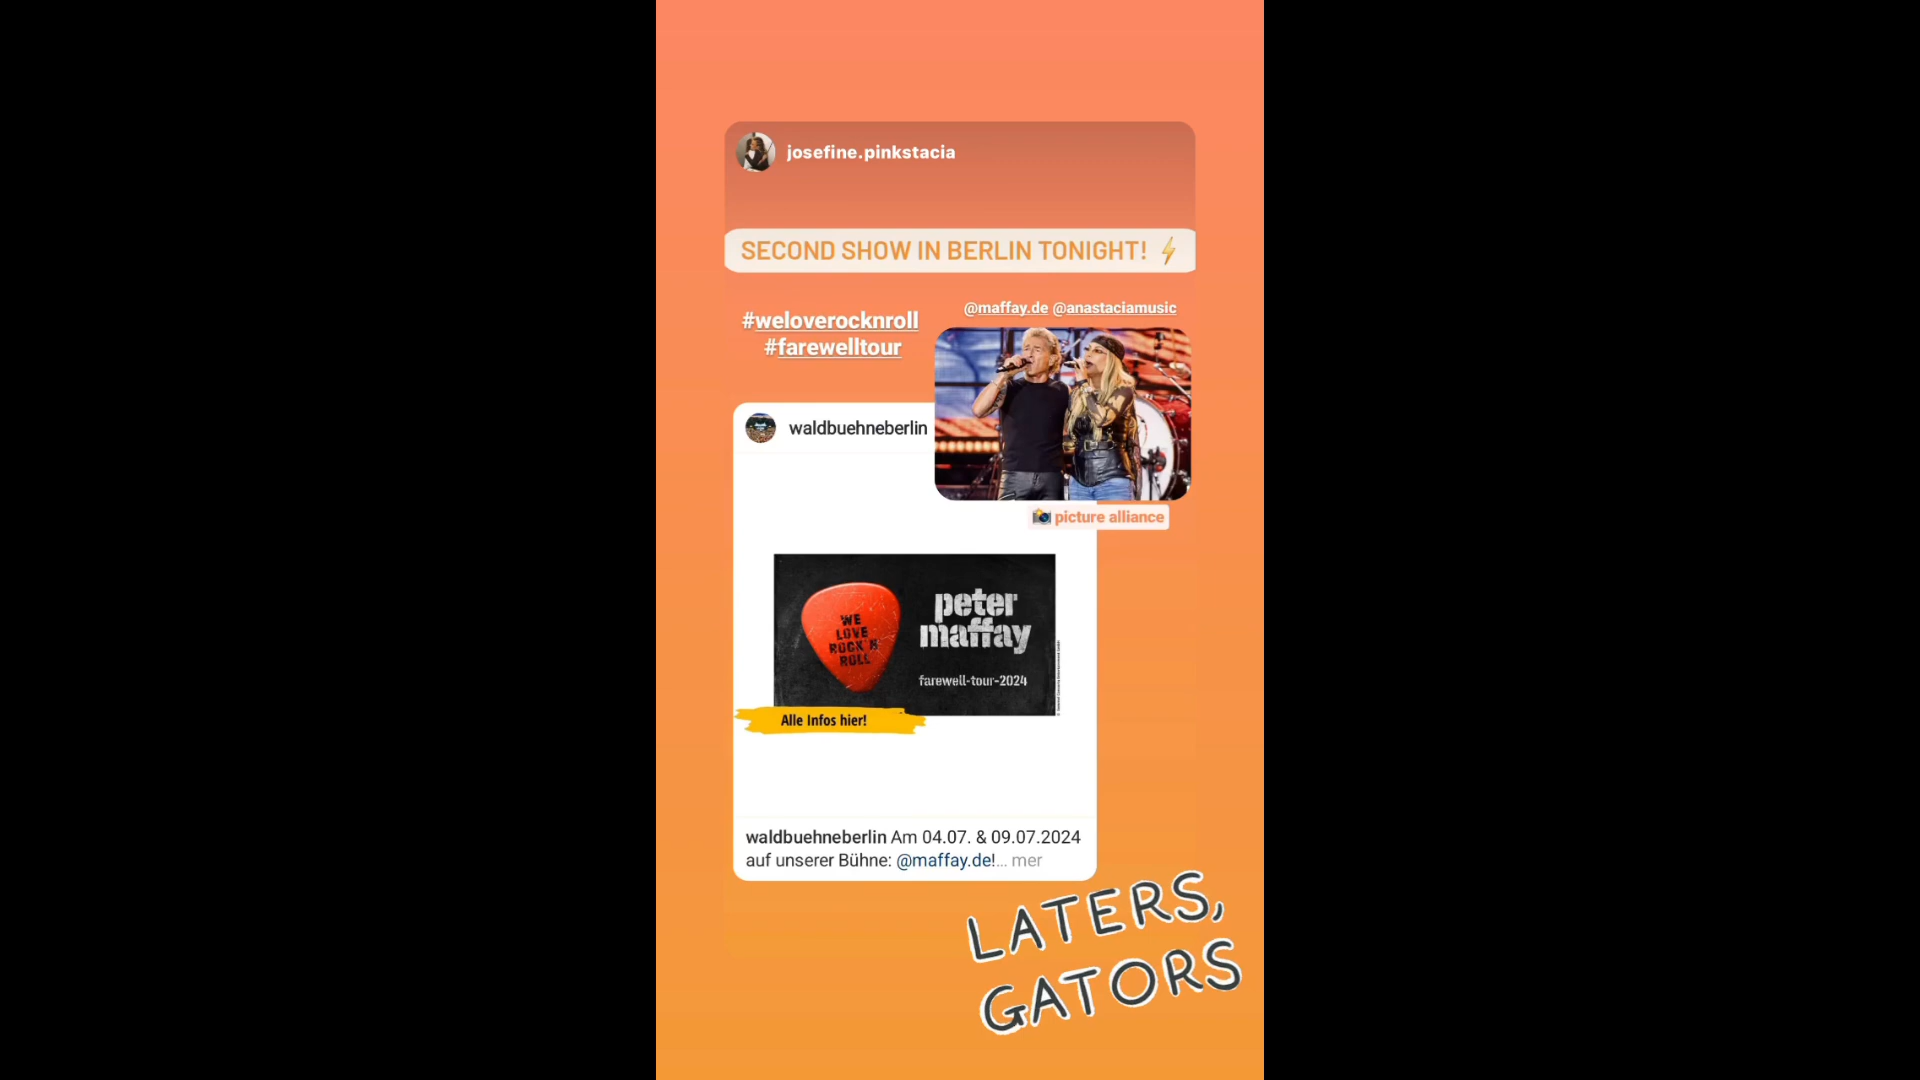 josefine.pinkstacia
SECOND SHOW IN BERLIN TONIGHT! ⚡
#weloverocknroll
#farewelltour
@maffay.de @anastaciamusic
waldbuehneberlin
📸 picture alliance
WE
LOVE
ROCK'N
ROLL
peter
maffay
farewell-tour-2024
Alle Infos hier!
waldbuehneberlin Am 04.07. & 09.07.2024
auf unserer Bühne: @maffay.de!... mer
LATERS,
GATORS